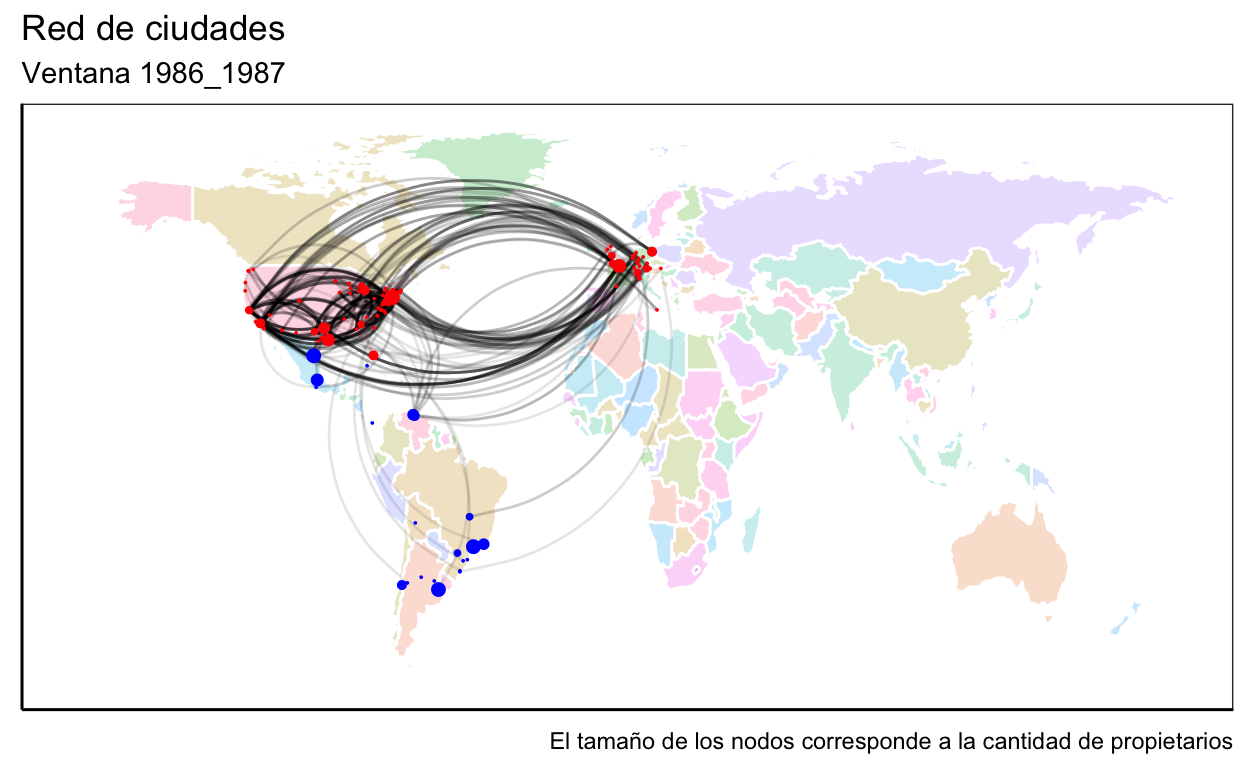 Red de ciudades
Ventana 1986_1987
El tamaño de los nodos corresponde a la cantidad de propietarios